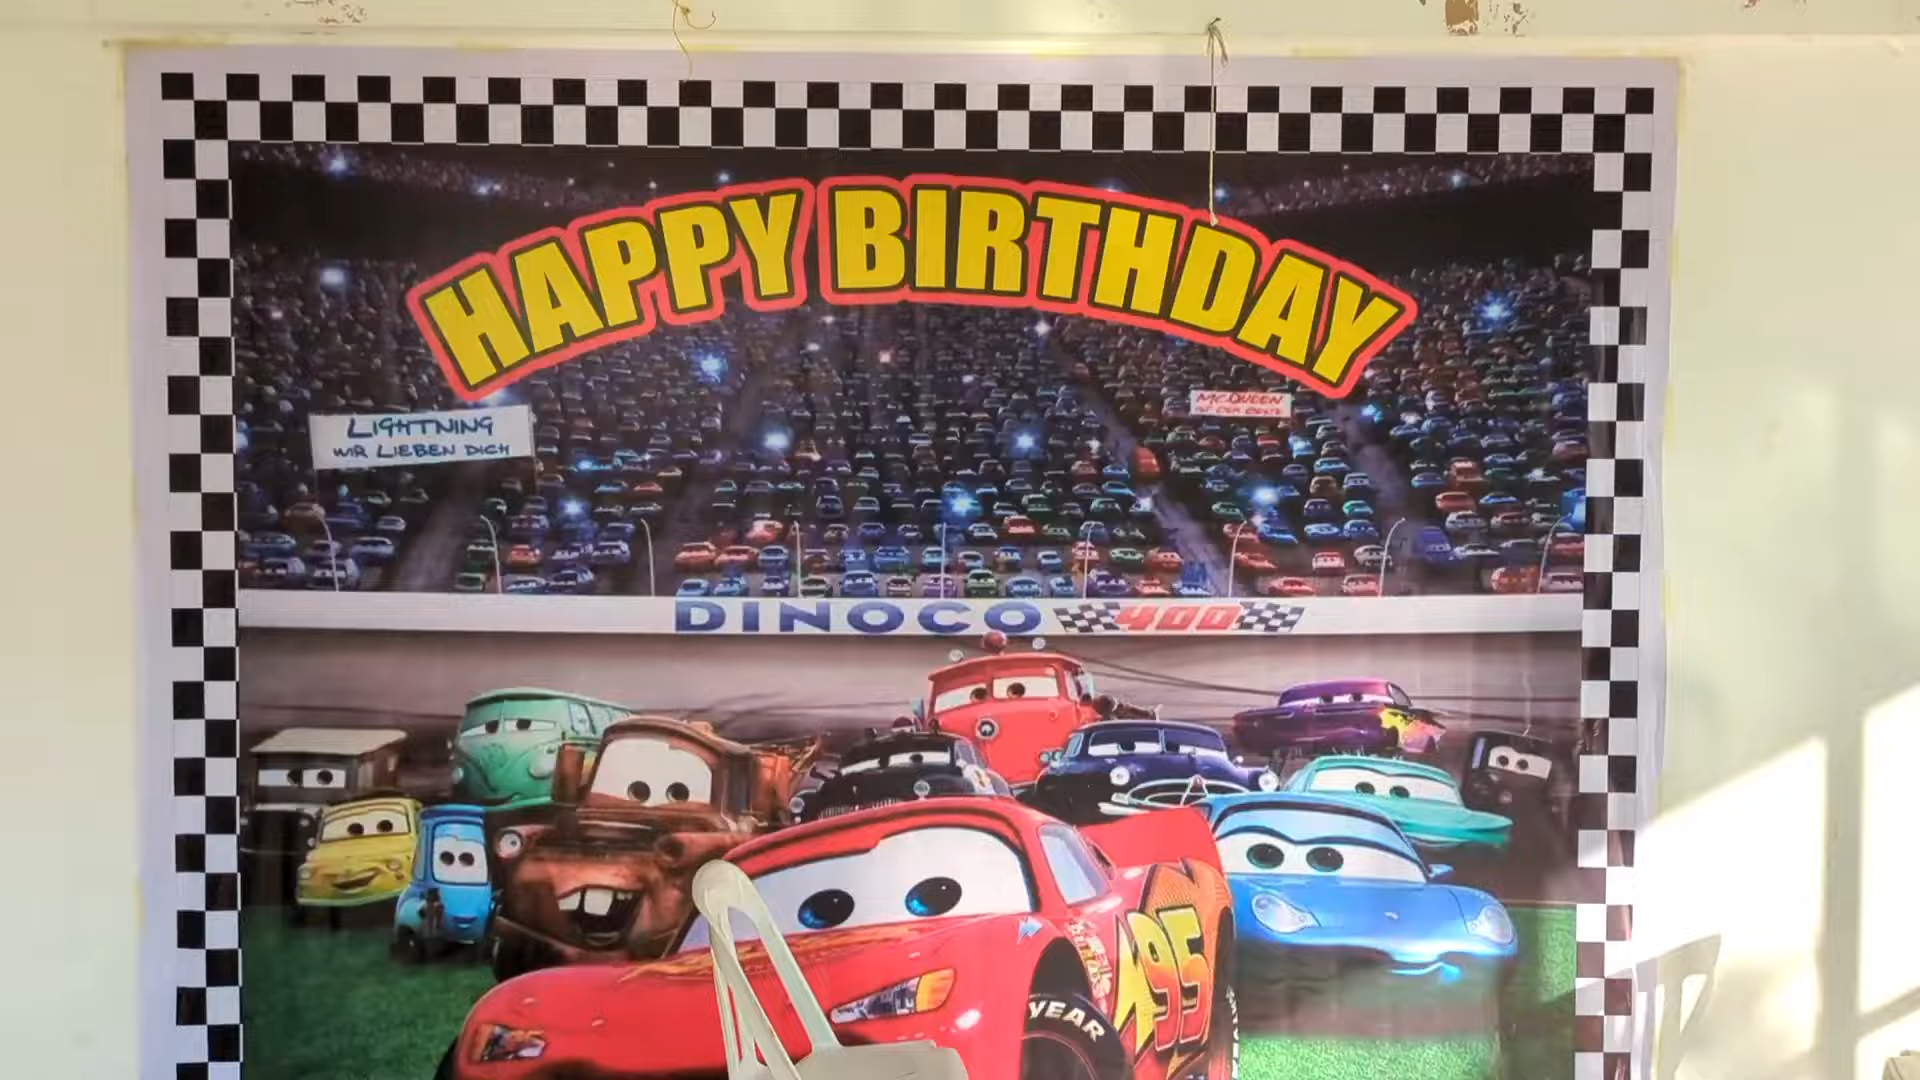 HAPPY BIRTHDAY
LIGHTNING
WIR LIEBEN DICH
MCQUEEN
DINOCO 400
95
YEAR